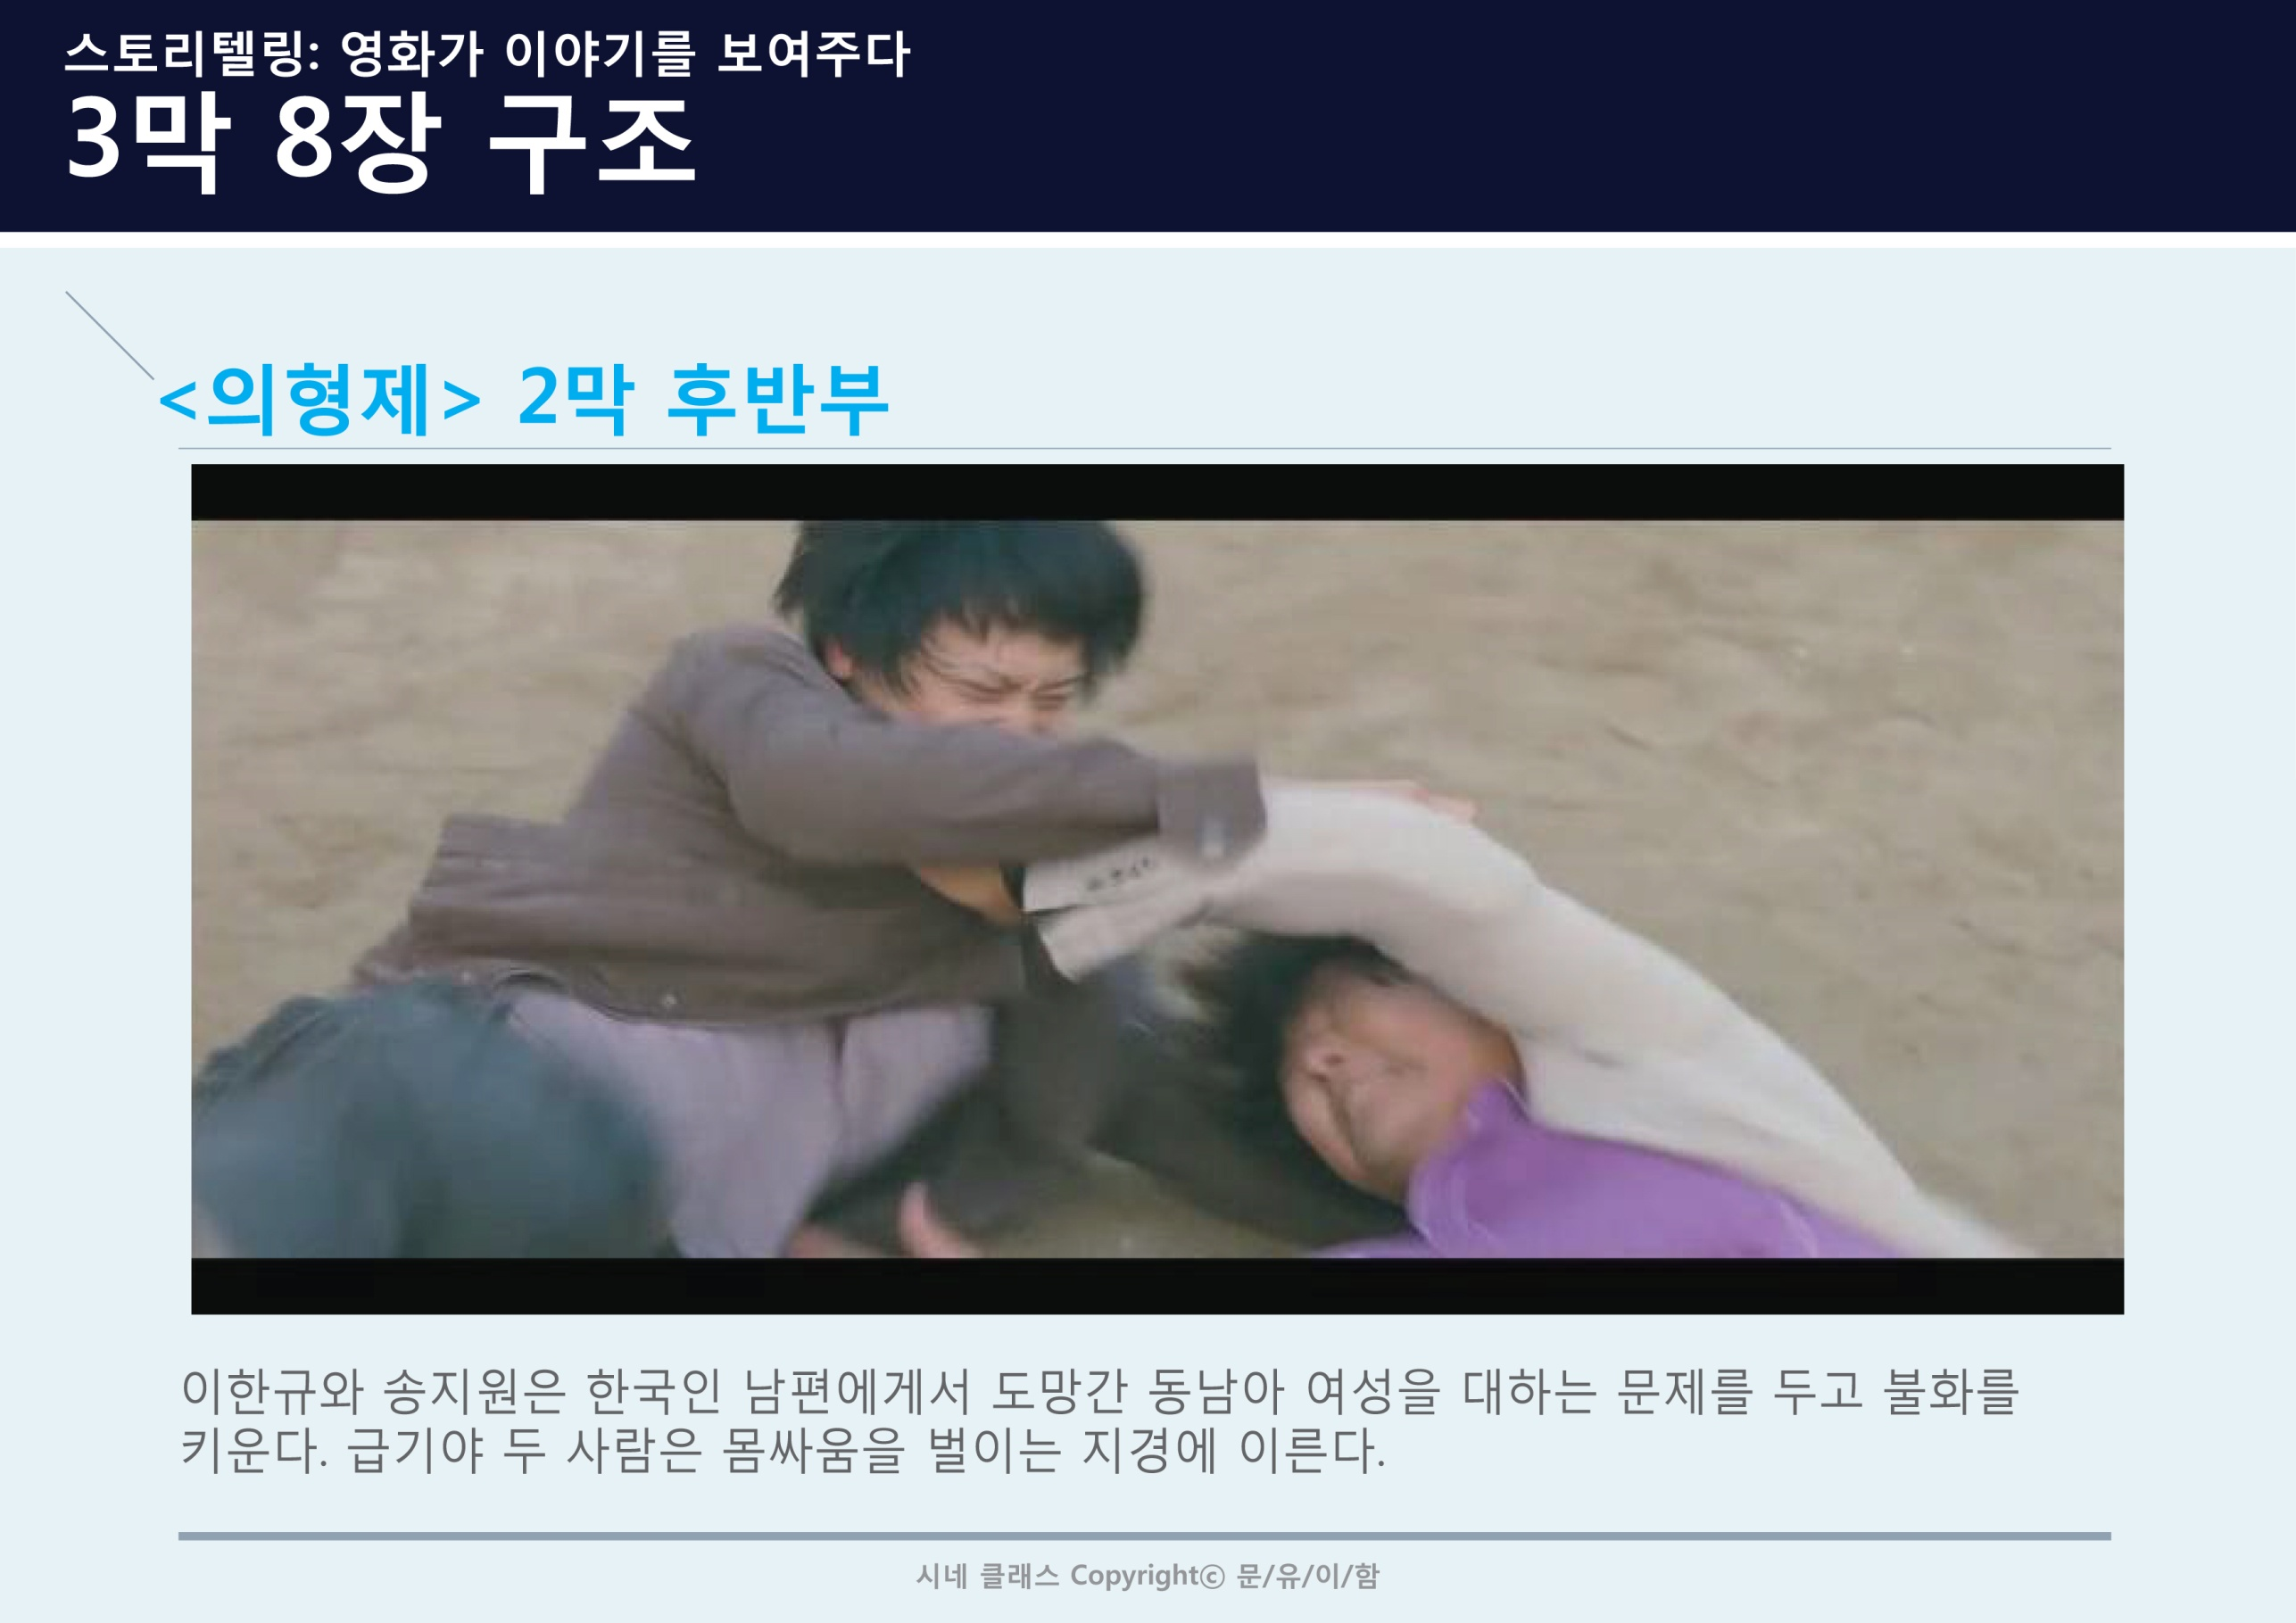 스토리텔링: 영화가 이야기를 보여주다
3막 8장 구조
<의형제> 2막 후반부
이한규와 송지원은 한국인 남편에게서 도망간 동남아 여성을 대하는 문제를 두고 불화를
키운다. 급기야 두 사람은 몸싸움을 벌이는 지경에 이른다.
시네 클래스 Copyright© 문/유/이/함